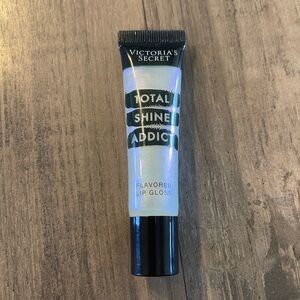 VICTORIA'S
SECRET
TOTAL
SHINE
ADDICT
FLAVORED
LIP GLOSS